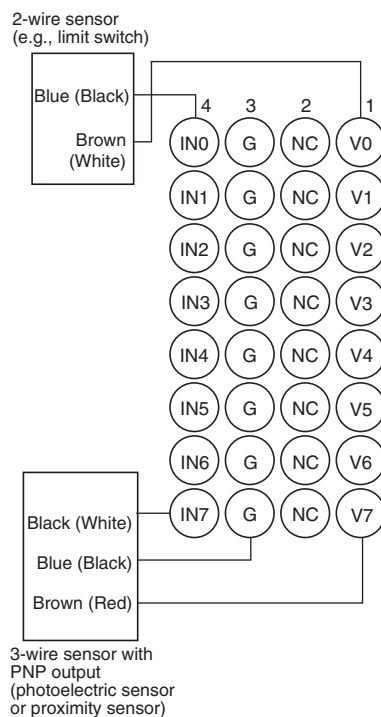 2-wire sensor
(e.g., limit switch)
Blue (Black)
Brown
(White)
4 3 2 1
IN0 G NC V0
IN1 G NC V1
IN2 G NC V2
IN3 G NC V3
IN4 G NC V4
IN5 G NC V5
IN6 G NC V6
IN7 G NC V7
Black (White)
Blue (Black)
Brown (Red)
3-wire sensor with
PNP output
(photoelectric sensor
or proximity sensor)